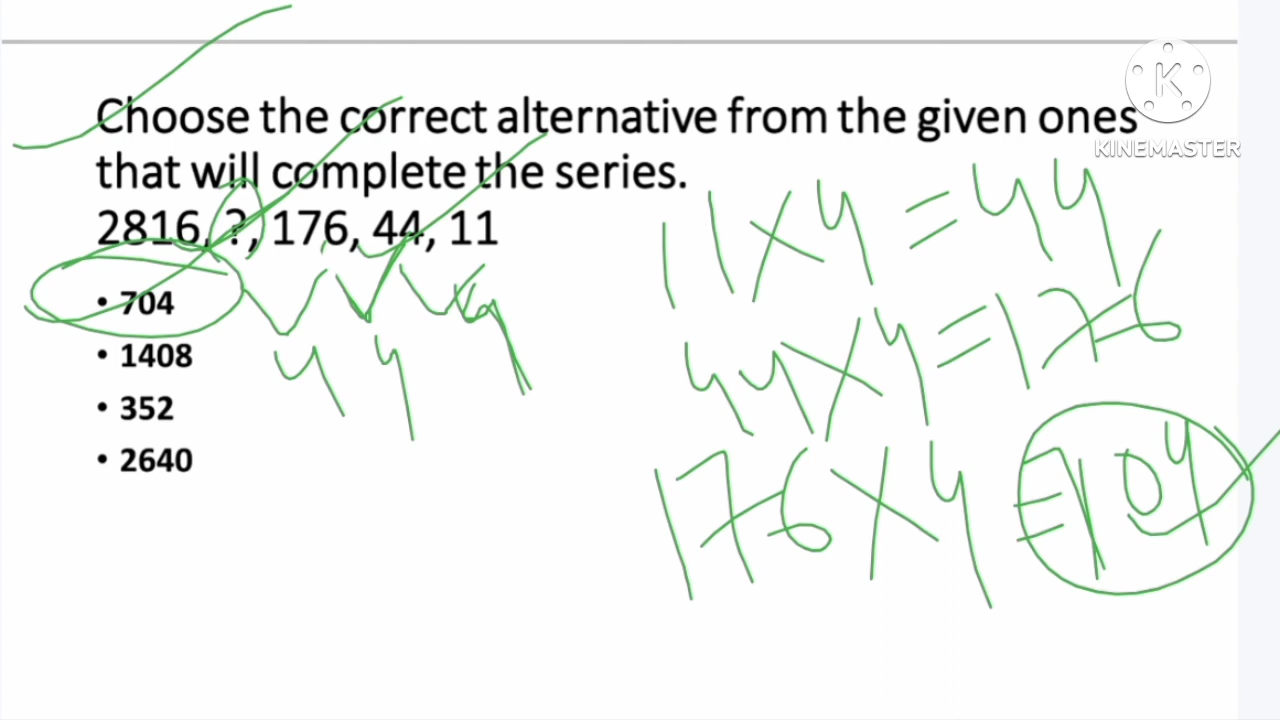 Choose the correct alternative from the given ones
that will complete the series.
2816, ?, 176, 44, 11
• 704
• 1408
• 352
• 2640
4 4 4
11×4=44
44×4=176
176×4=704
K
KINEMASTER